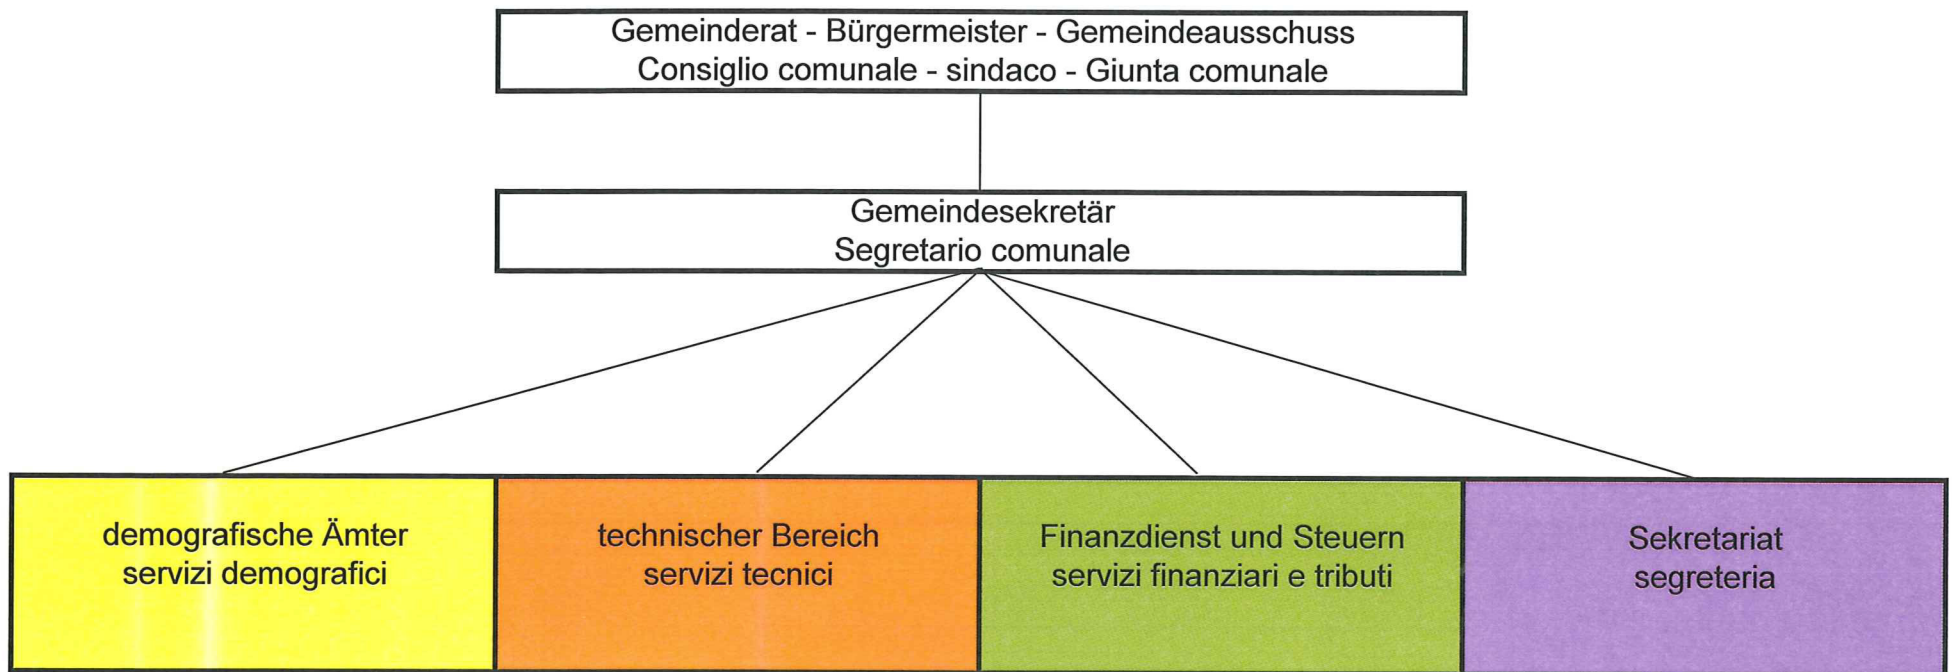 Gemeinderat - Bürgermeister - Gemeindeausschuss
Consiglio comunale - sindaco - Giunta comunale
Gemeindesekretär
Segretario comunale
demografische Ämter
servizi demografici
technischer Bereich
servizi tecnici
Finanzdienst und Steuern
servizi finanziari e tributi
Sekretariat
segreteria